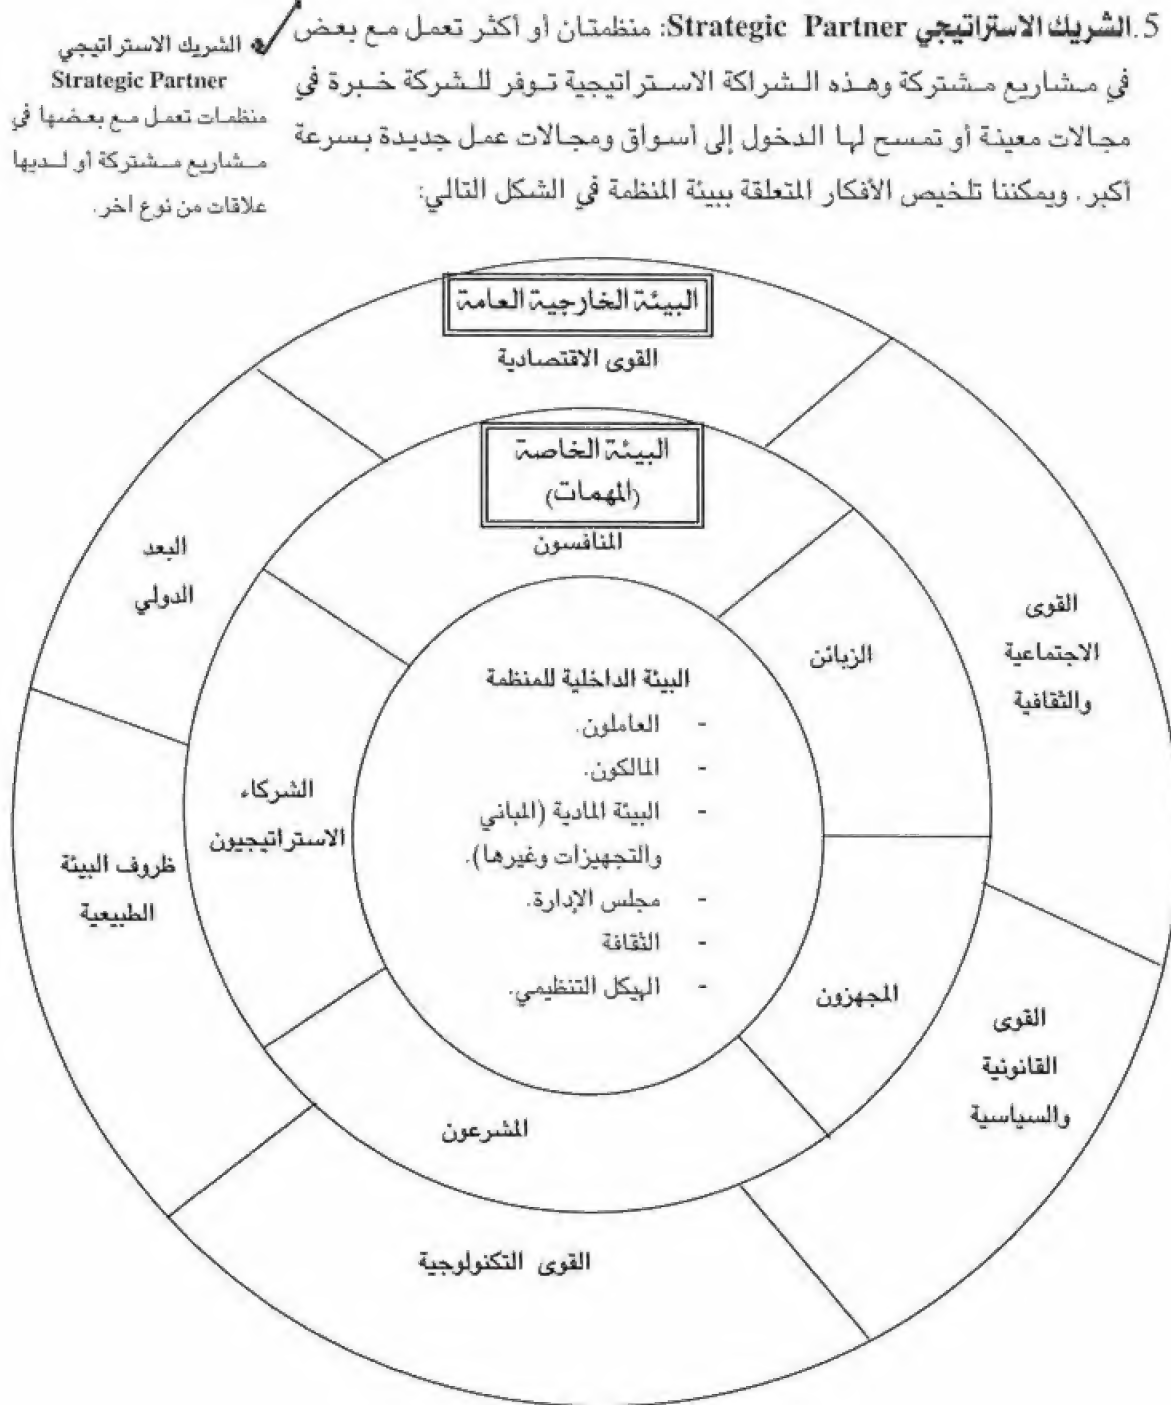 5. الشريك الاستراتيجي Strategic Partner: منظمتان أو أكثر تعمل مع بعض
في مشاريع مشتركة وهذه الشراكة الاستراتيجية توفر للشركة خبرة في
مجالات معينة أو تمسح لها الدخول إلى أسواق ومجالات عمل جديدة بسرعة
أكبر. ويمكننا تلخيص الأفكار المتعلقة ببيئة المنظمة في الشكل التالي:
الشريك الاستراتيجي
Strategic Partner
منظمات تعمل مع بعضها في
مشاريع مشتركة أو لديها
علاقات من نوع اخر.
البيئة الخارجية العامة
القوى الاقتصادية
البيئة الخاصة
(المهمات)
المنافسون
القوى
الاجتماعية
والثقافية
البعد
الدولي
الزبائن
البيئة الداخلية للمنظمة
- العاملون.
- المالكون.
- البيئة المادية (المباني
والتجهيزات وغيرها).
- مجلس الإدارة.
- الثقافة
- الهيكل التنظيمي.
الشركاء
الاستراتيجيون
ظروف البيئة
الطبيعية
المجهزون
القوى
القانونية
والسياسية
المشرعون
القوى التكنولوجية